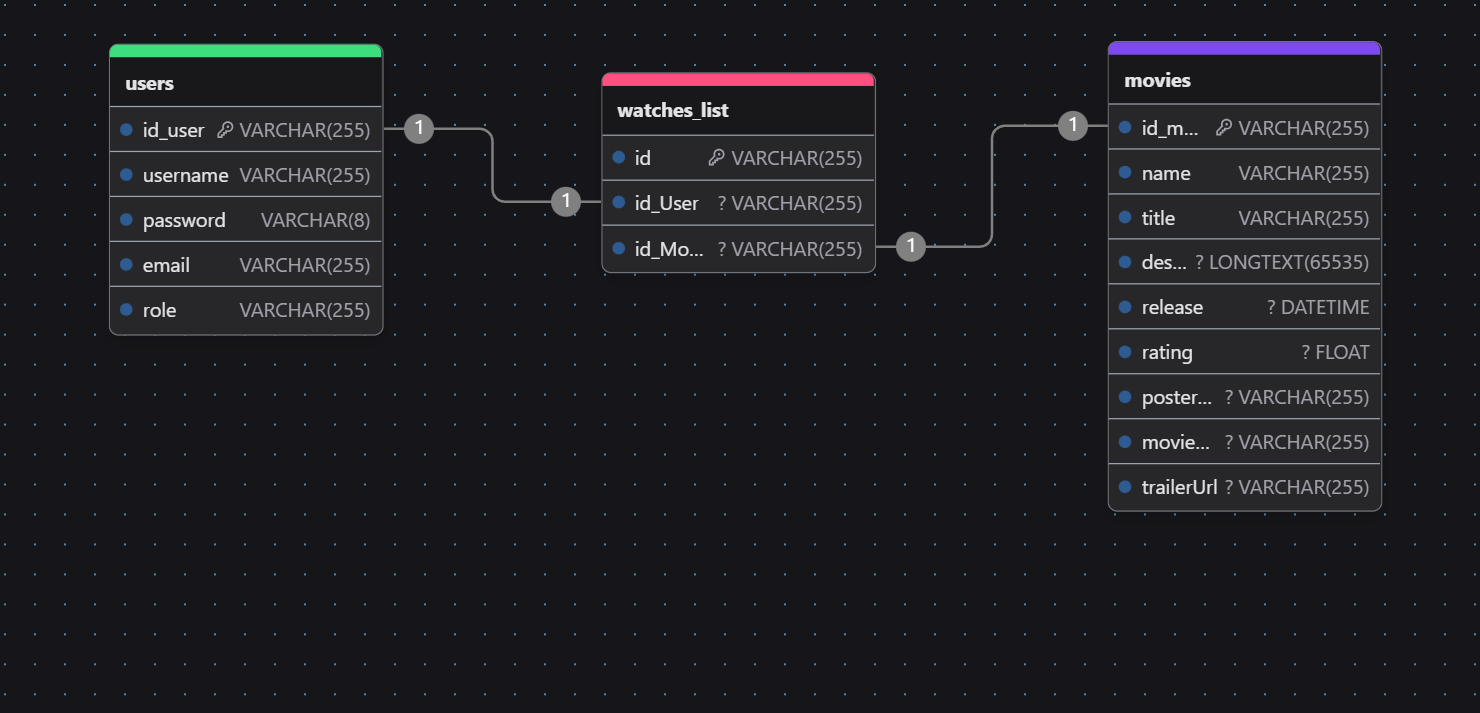 users
id_user VARCHAR(255)
username VARCHAR(255)
password VARCHAR(8)
email VARCHAR(255)
role VARCHAR(255)
1
1
watches_list
id VARCHAR(255)
id_User ? VARCHAR(255)
id_Mo... ? VARCHAR(255)
1
1
movies
id_m... VARCHAR(255)
name VARCHAR(255)
title VARCHAR(255)
des... ? LONGTEXT(65535)
release ? DATETIME
rating ? FLOAT
poster... ? VARCHAR(255)
movie... ? VARCHAR(255)
trailerUrl ? VARCHAR(255)